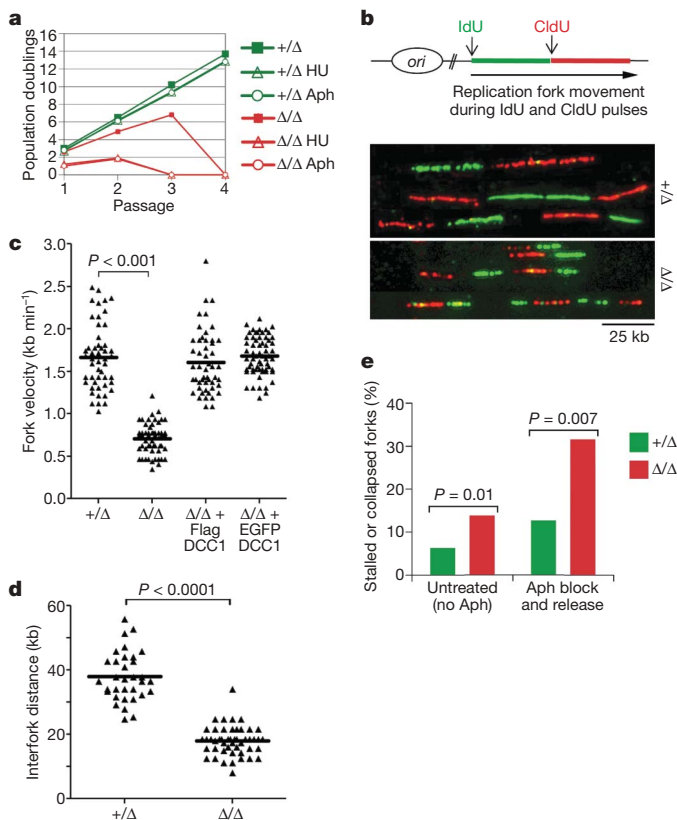 a
Population doublings
16
14
12
10
8
6
4
2
0
1 2 3 4
Passage
+/Δ
+/Δ HU
+/Δ Aph
Δ/Δ
Δ/Δ HU
Δ/Δ Aph
b
IdU CldU
ori
Replication fork movement
during IdU and CldU pulses
+/Δ
Δ/Δ
25 kb
c
Fork velocity (kb min⁻¹)
3.0
2.5
2.0
1.5
1.0
0.5
0.0
P < 0.001
+/Δ Δ/Δ Δ/Δ + Δ/Δ +
Flag EGFP
DCC1 DCC1
d
Interfork distance (kb)
60
40
20
0
P < 0.0001
+/Δ Δ/Δ
e
Stalled or collapsed forks (%)
40
30
20
10
0
P = 0.01
P = 0.007
+/Δ
Δ/Δ
Untreated Aph block
(no Aph) and release